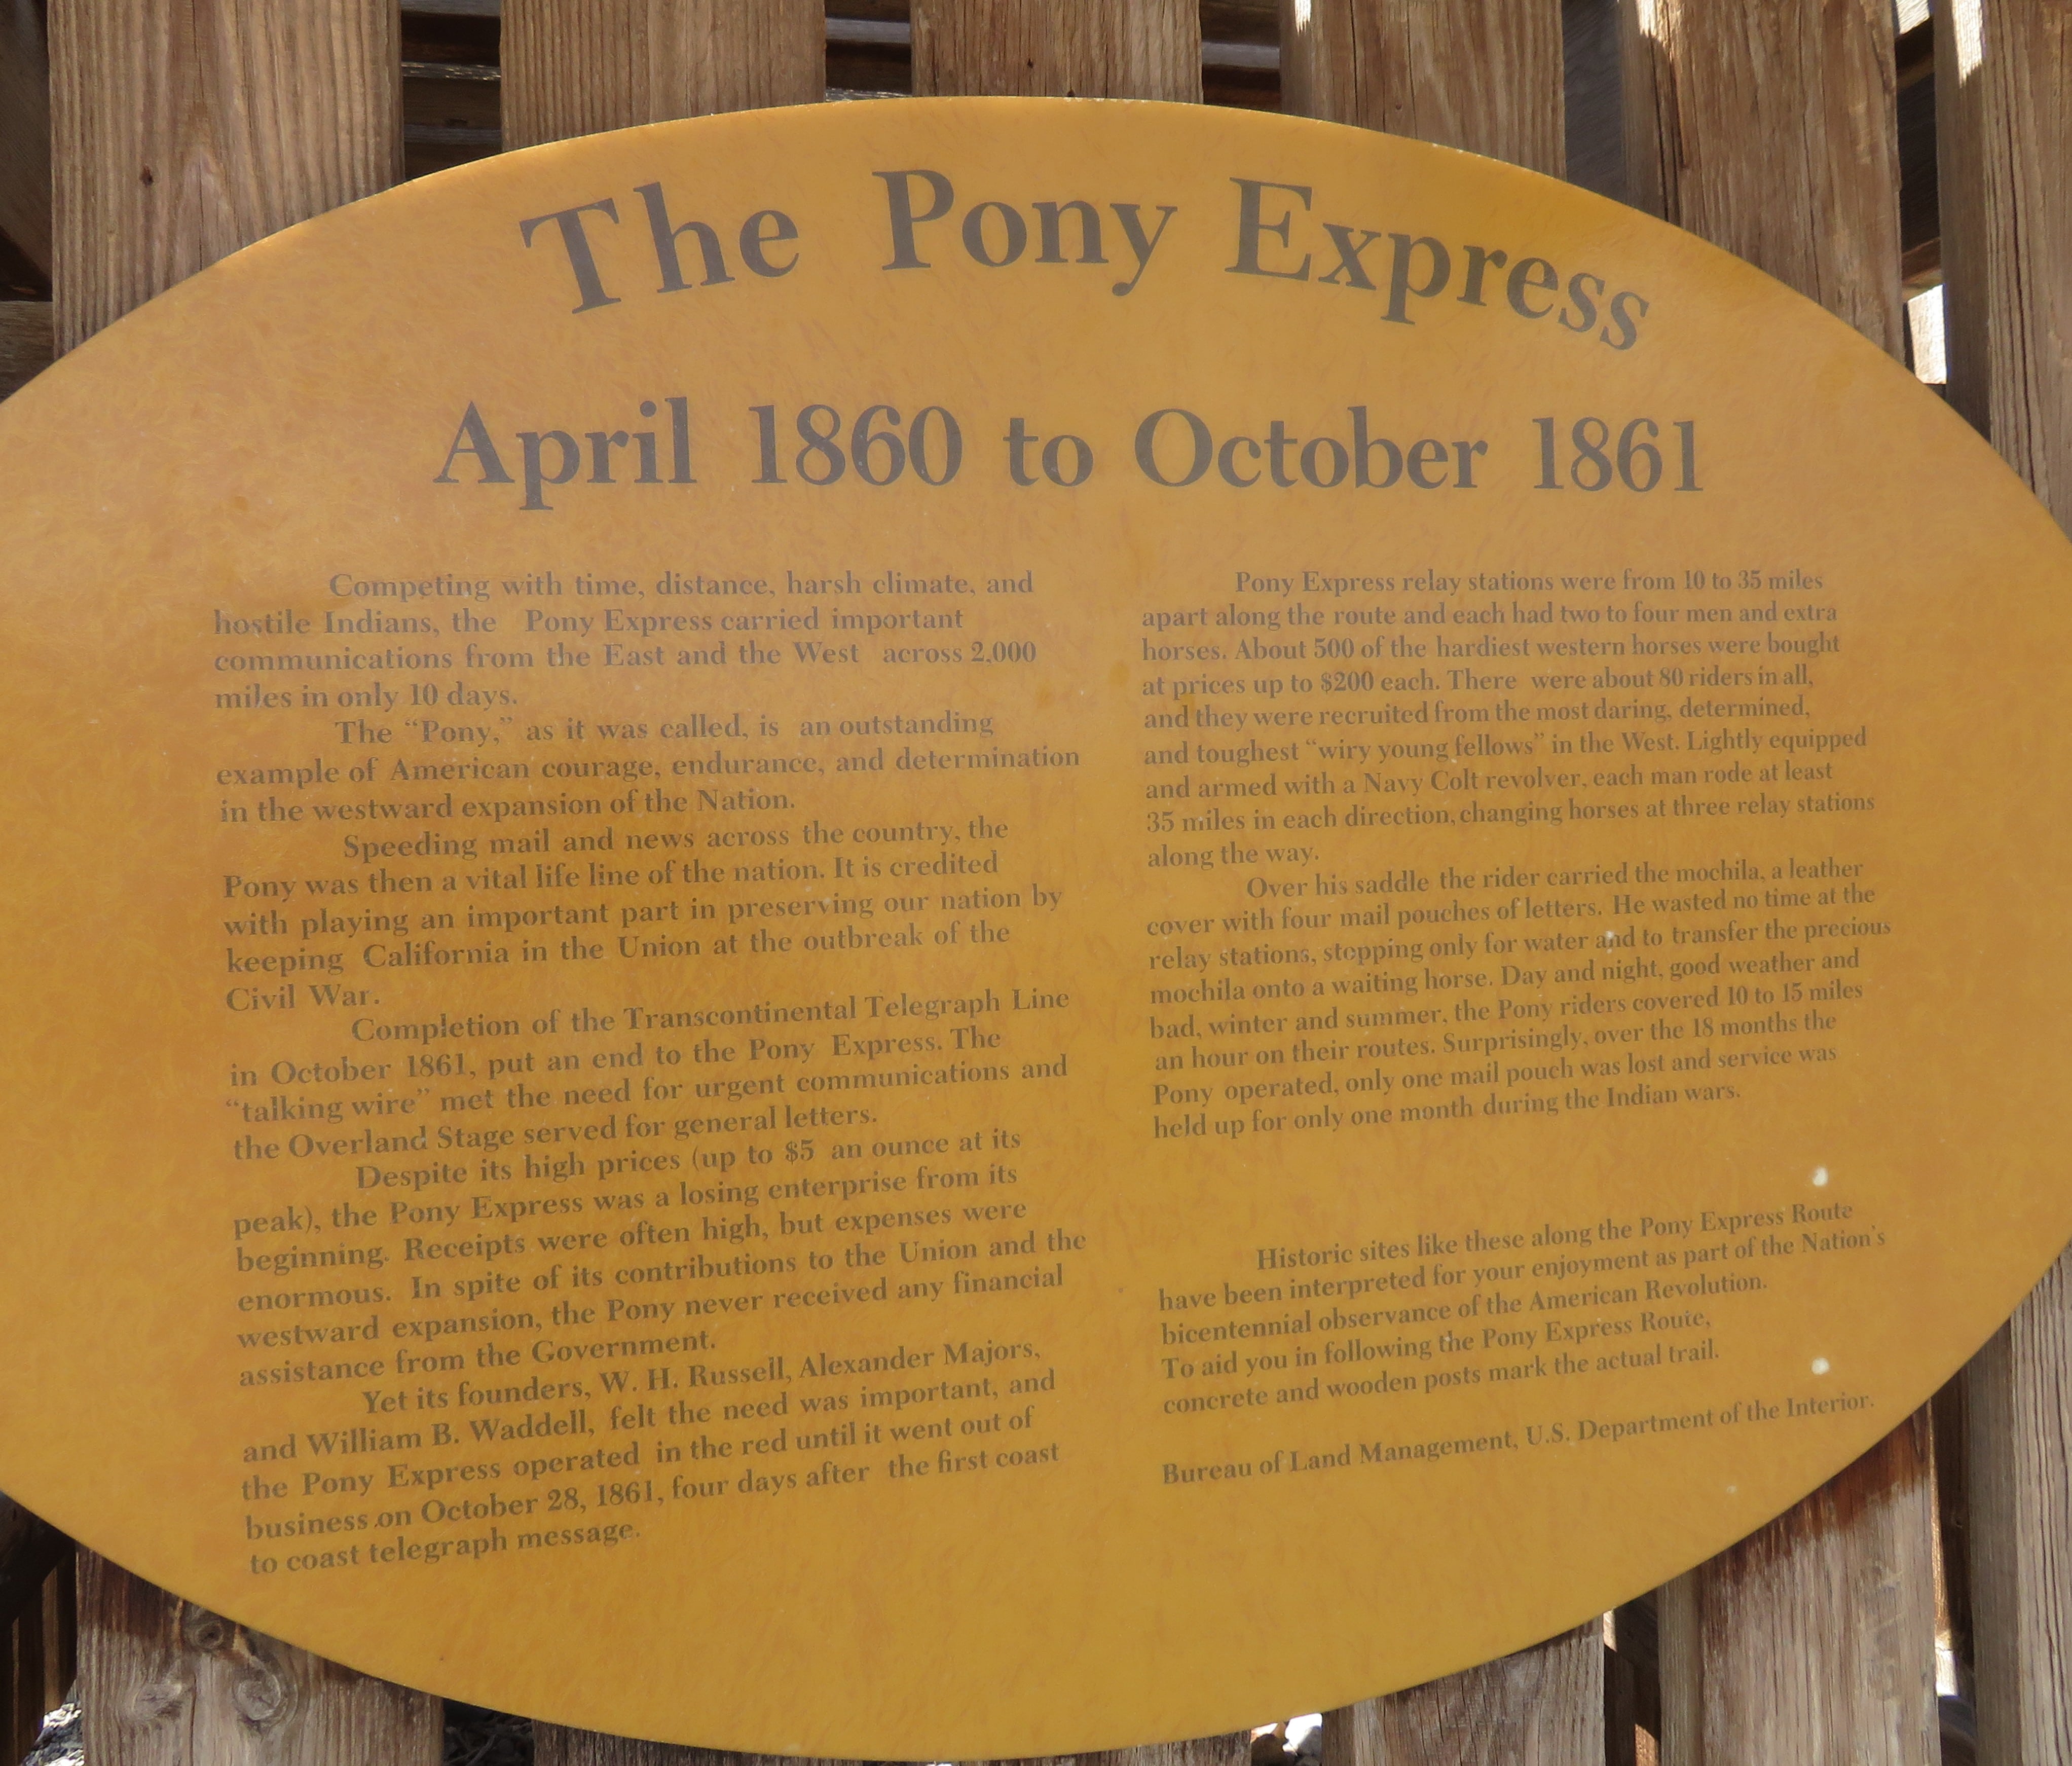 The Pony Express
April 1860 to October 1861
Competing with time, distance, harsh climate, and
hostile Indians, the Pony Express carried important
communications from the East and the West across 2,000
miles in only 10 days.
The “Pony,” as it was called, is an outstanding
example of American courage, endurance, and determination
in the westward expansion of the Nation.
Speeding mail and news across the country, the
Pony was then a vital life line of the nation. It is credited
with playing an important part in preserving our nation by
keeping California in the Union at the outbreak of the
Civil War.
Completion of the Transcontinental Telegraph Line
in October 1861, put an end to the Pony Express. The
“talking wire” met the need for urgent communications and
the Overland Stage served for general letters.
Despite its high prices (up to $5 an ounce at its
peak), the Pony Express was a losing enterprise from its
beginning. Receipts were often high, but expenses were
enormous. In spite of its contributions to the Union and the
westward expansion, the Pony never received any financial
assistance from the Government.
Yet its founders, W. H. Russell, Alexander Majors,
and William B. Waddell, felt the need was important, and
the Pony Express operated in the red until it went out of
business on October 28, 1861, four days after the first coast
to coast telegraph message.
Pony Express relay stations were from 10 to 35 miles
apart along the route and each had two to four men and extra
horses. About 500 of the hardiest western horses were bought
at prices up to $200 each. There were about 80 riders in all,
and they were recruited from the most daring, determined,
and toughest “wiry young fellows” in the West. Lightly equipped
and armed with a Navy Colt revolver, each man rode at least
35 miles in each direction, changing horses at three relay stations
along the way.
Over his saddle the rider carried the mochila, a leather
cover with four mail pouches of letters. He wasted no time at the
relay stations, stopping only for water and to transfer the precious
mochila onto a waiting horse. Day and night, good weather and
bad, winter and summer, the Pony riders covered 10 to 15 miles
an hour on their routes. Surprisingly, over the 18 months the
Pony operated, only one mail pouch was lost and service was
held up for only one month during the Indian wars.
Historic sites like these along the Pony Express Route
have been interpreted for your enjoyment as part of the Nation's
bicentennial observance of the American Revolution.
To aid you in following the Pony Express Route,
concrete and wooden posts mark the actual trail.
Bureau of Land Management, U.S. Department of the Interior.